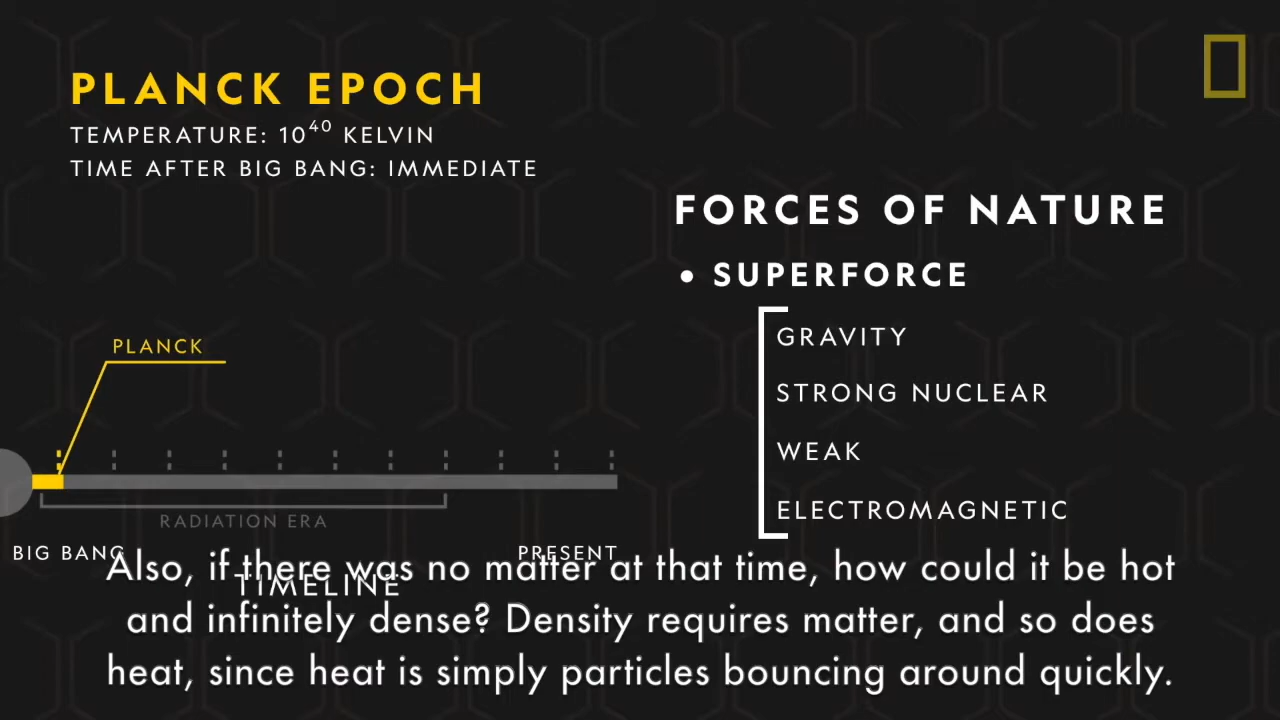 PLANCK EPOCH
TEMPERATURE: 10⁴⁰ KELVIN
TIME AFTER BIG BANG: IMMEDIATE
FORCES OF NATURE
• SUPERFORCE
GRAVITY
STRONG NUCLEAR
WEAK
ELECTROMAGNETIC
PLANCK
RADIATION ERA
BIG BANG
PRESENT
TIMELINE
Also, if there was no matter at that time, how could it be hot
and infinitely dense? Density requires matter, and so does
heat, since heat is simply particles bouncing around quickly.